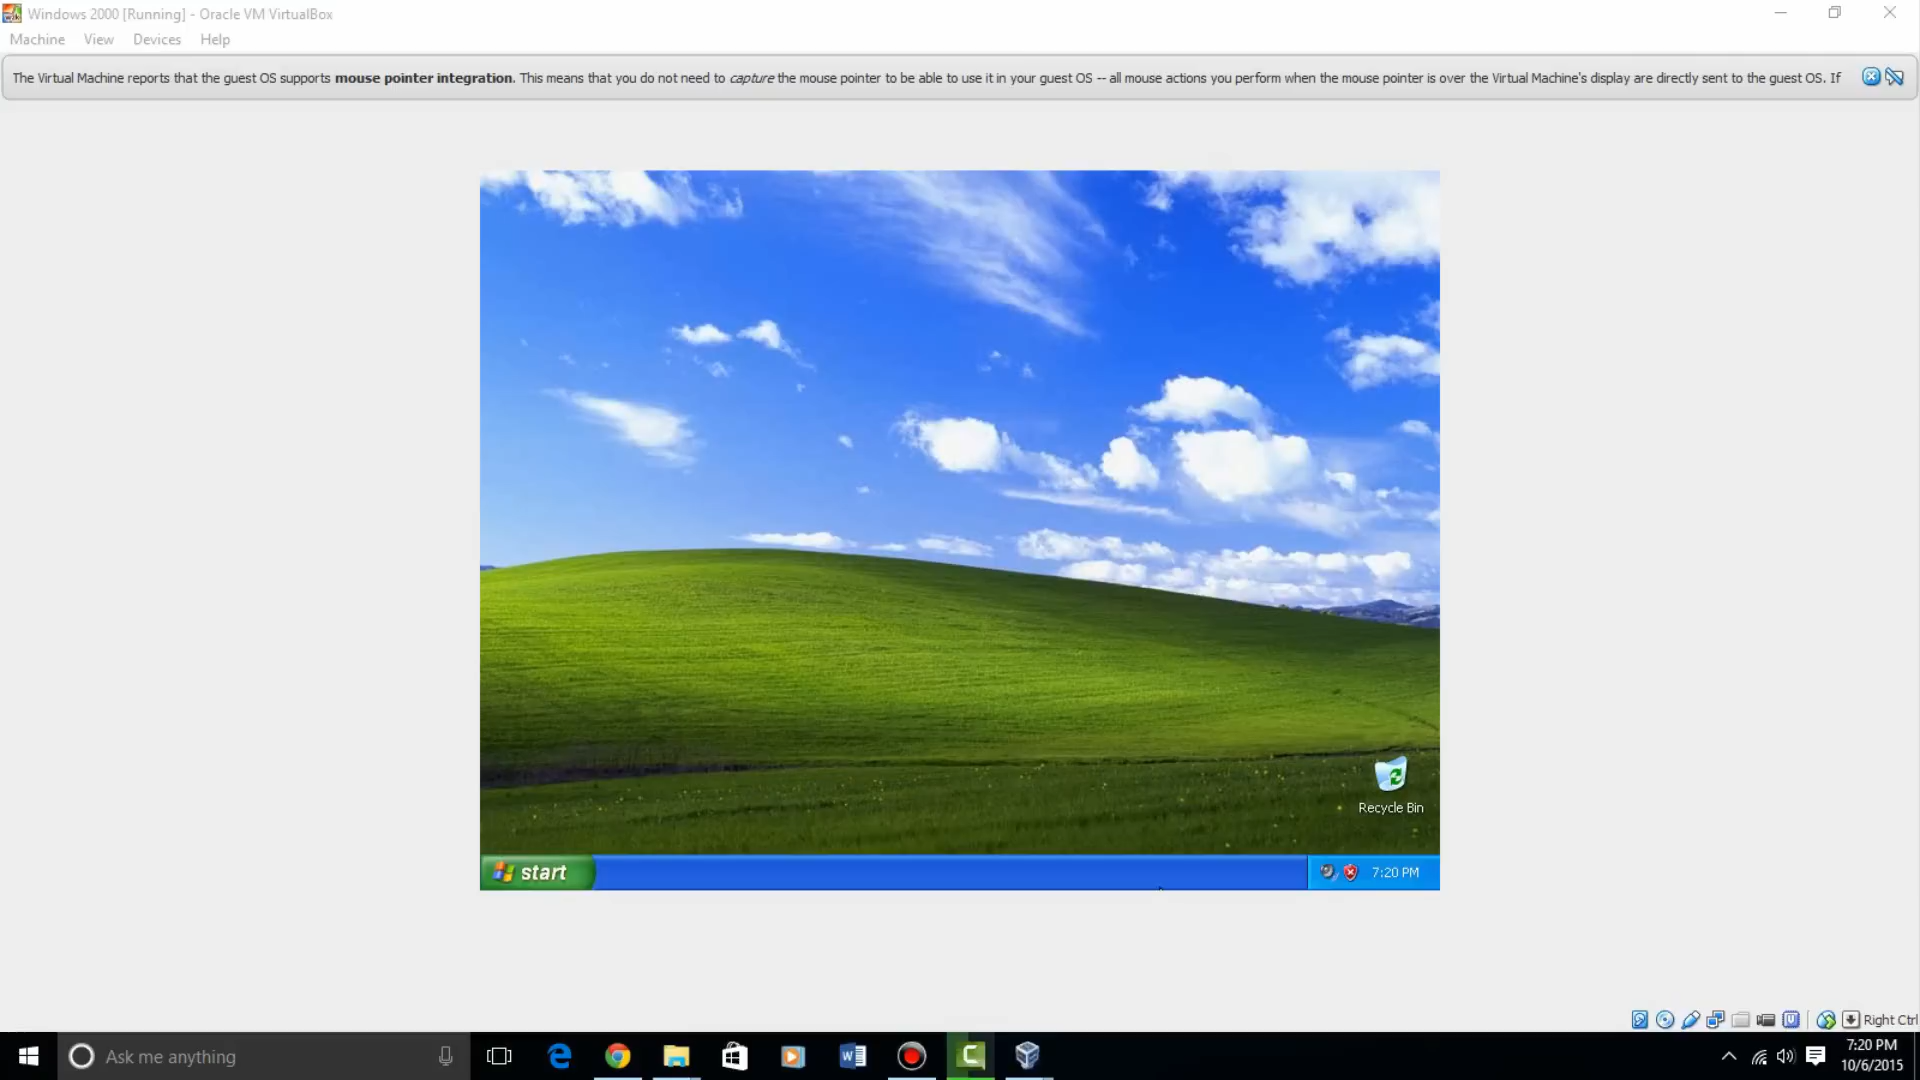 Windows 2000 [Running] - Oracle VM VirtualBox
Machine View Devices Help
The Virtual Machine reports that the guest OS supports mouse pointer integration. This means that you do not need to capture the mouse pointer to be able to use it in your guest OS -- all mouse actions you perform when the mouse pointer is over the Virtual Machine's display are directly sent to the guest OS. If
Recycle Bin
start
7:20 PM
Right Ctrl
Ask me anything
7:20 PM
10/6/2015